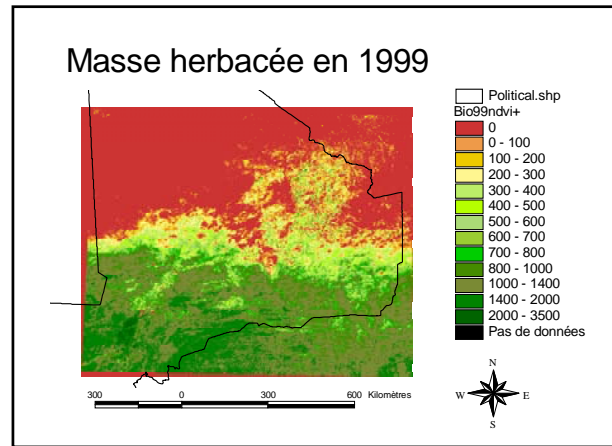 Masse herbacée en 1999
Political.shp
Bio99ndvi+
0
0 - 100
100 - 200
200 - 300
300 - 400
400 - 500
500 - 600
600 - 700
700 - 800
800 - 1000
1000 - 1400
1400 - 2000
2000 - 3500
Pas de données
300 0 300 600 Kilomètres
N
W E
S